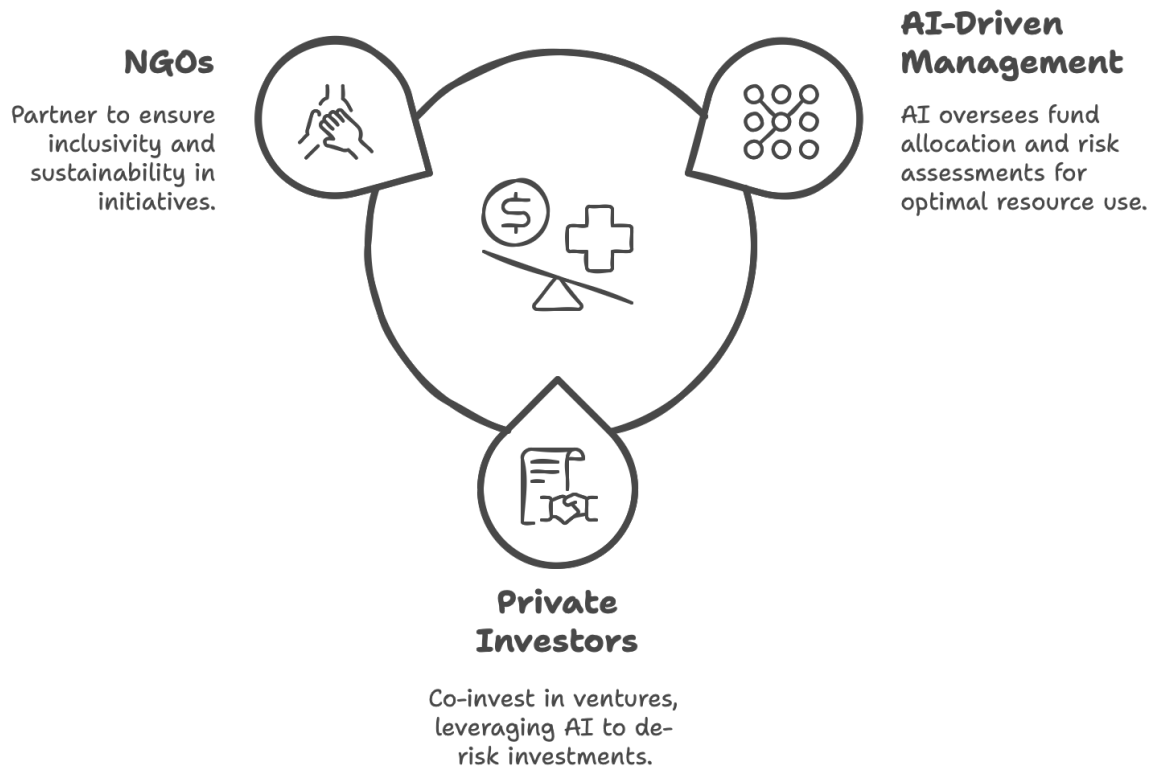 NGOs
Partner to ensure
inclusivity and
sustainability in
initiatives.
AI-Driven
Management
AI oversees fund
allocation and risk
assessments for
optimal resource use.
$
Private
Investors
Co-invest in ventures,
leveraging AI to de-
risk investments.